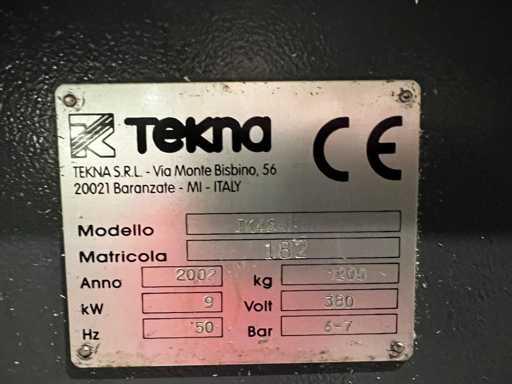 TEKNA
CE
TEKNA S.R.L. - Via Monte Bisbino, 56
20021 Baranzate - MI - ITALY
Modello
Matricola 182
Anno 2002 kg
kW 9 Volt 380
Hz 50 Bar 6-7